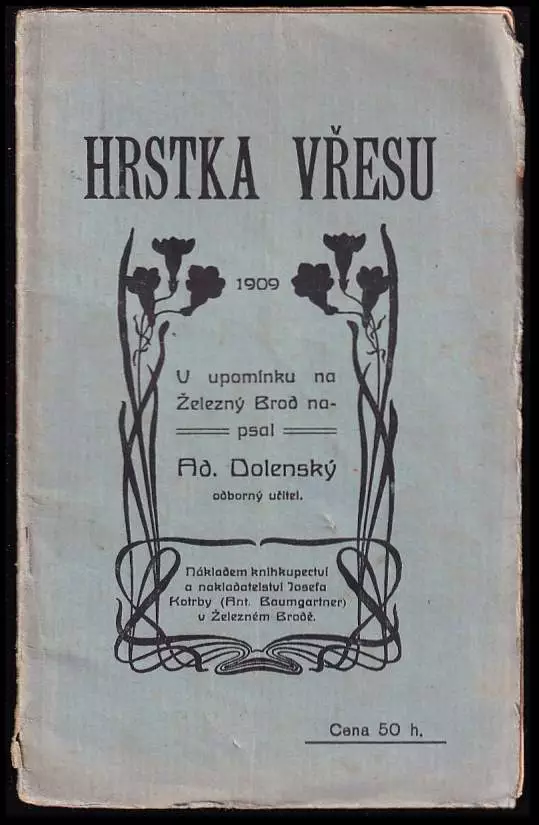 HRSTKA VŘESU
1909
V upomínku na
Železný Brod na-
psal
Ad. Dolenský
odborný učitel.
Nákladem knihkupectví
a nakladatelství Josefa
Kotrby (Ant. Baumgartner)
v Železném Brodě.
Cena 50 h.